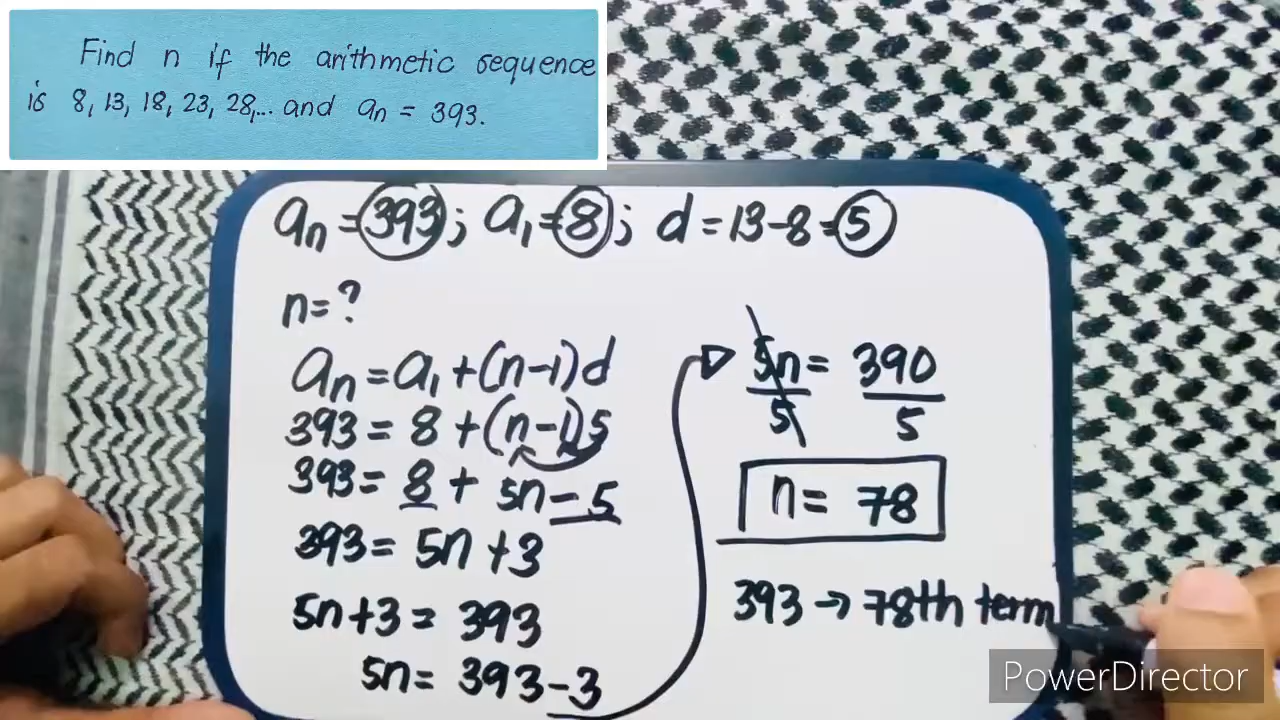 Find n if the arithmetic sequence
is 8, 13, 18, 23, 28,... and aₙ = 393.
aₙ = 393; a₁ = 8; d = 13-8 = 5
n = ?
aₙ = a₁ + (n-1)d
393 = 8 + (n-1)5
393 = 8 + 5n - 5
393 = 5n + 3
5n + 3 = 393
5n = 393 - 3
5n = 390
5 5
n = 78
393 → 78th term
PowerDirector